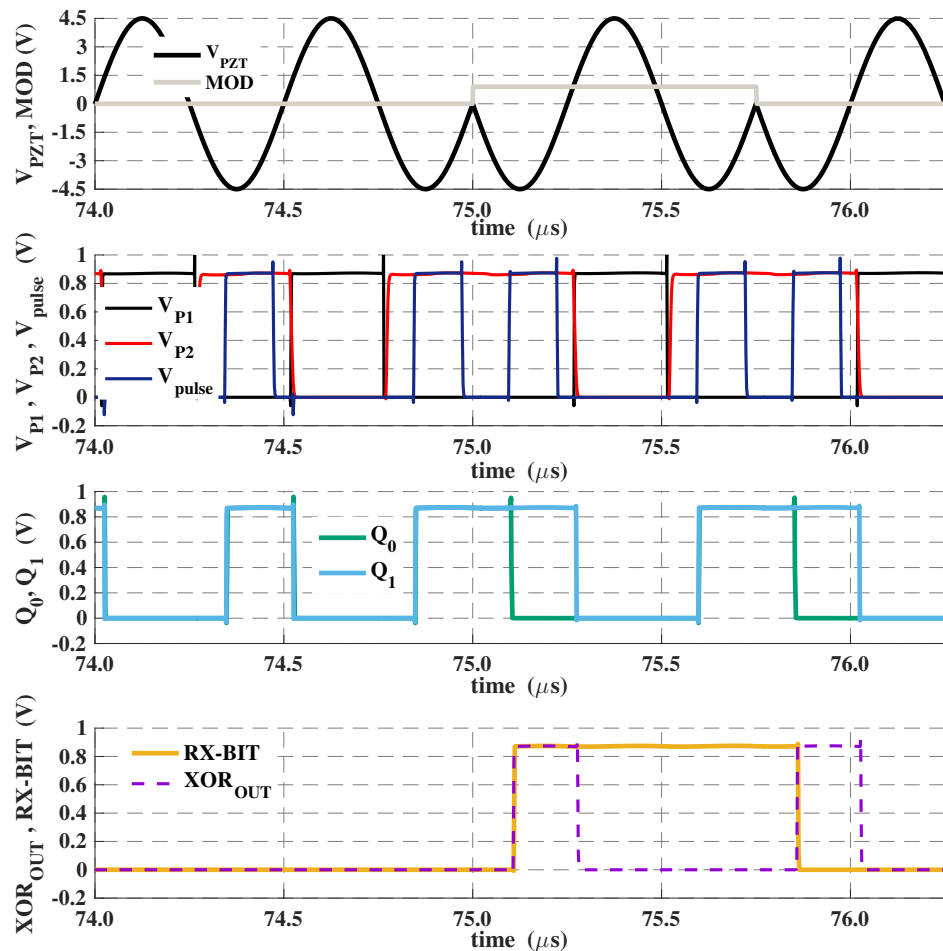 V_PZT, MOD (V)
4.5
3
1.5
0
-1.5
-3
-4.5
V_PZT
MOD
74.0 74.5 75.0 75.5 76.0
time (μs)
V_P1 , V_P2 , V_pulse (V)
1
0.8
0.6
0.4
0.2
0
-0.2
V_P1
V_P2
V_pulse
74.0 74.5 75.0 75.5 76.0
time (μs)
Q_0, Q_1 (V)
1
0.8
0.6
0.4
0.2
0
-0.2
Q_0
Q_1
74.0 74.5 75.0 75.5 76.0
time (μs)
XOR_OUT , RX-BIT (V)
1
0.8
0.6
0.4
0.2
0
-0.2
RX-BIT
XOR_OUT
74.0 74.5 75.0 75.5 76.0
time (μs)